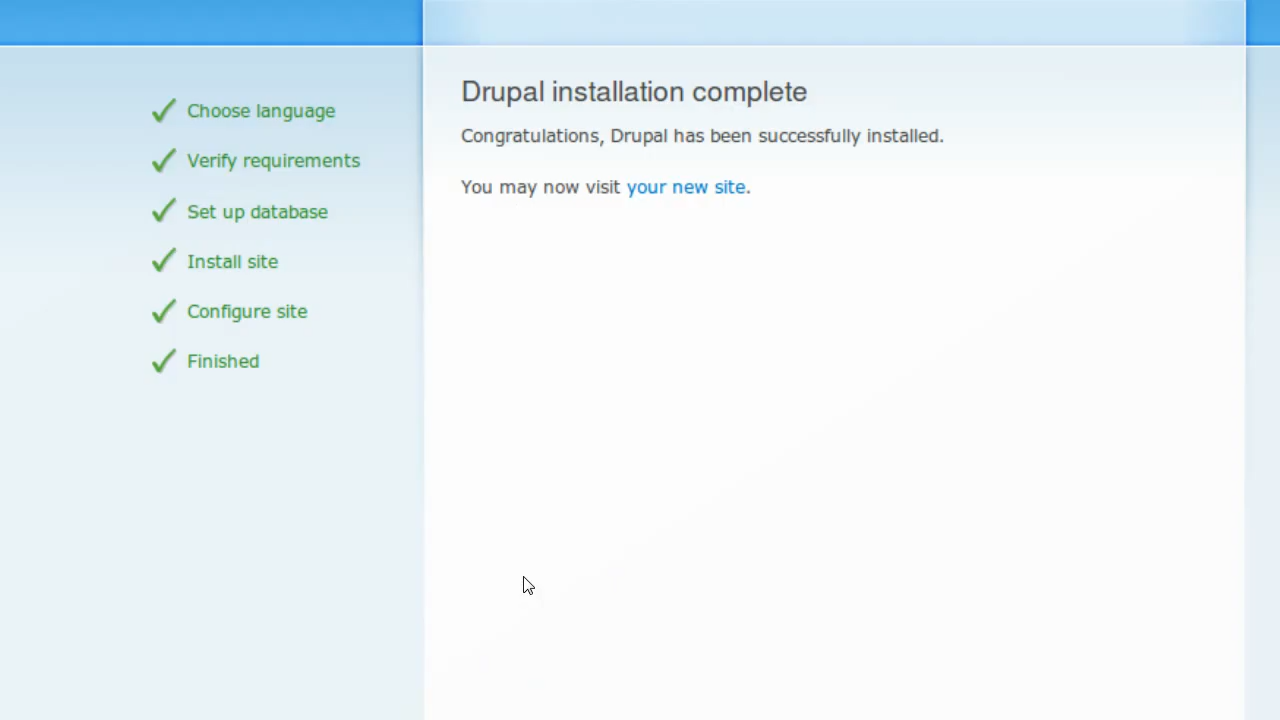 Choose language
Verify requirements
Set up database
Install site
Configure site
Finished
Drupal installation complete
Congratulations, Drupal has been successfully installed.
You may now visit your new site.